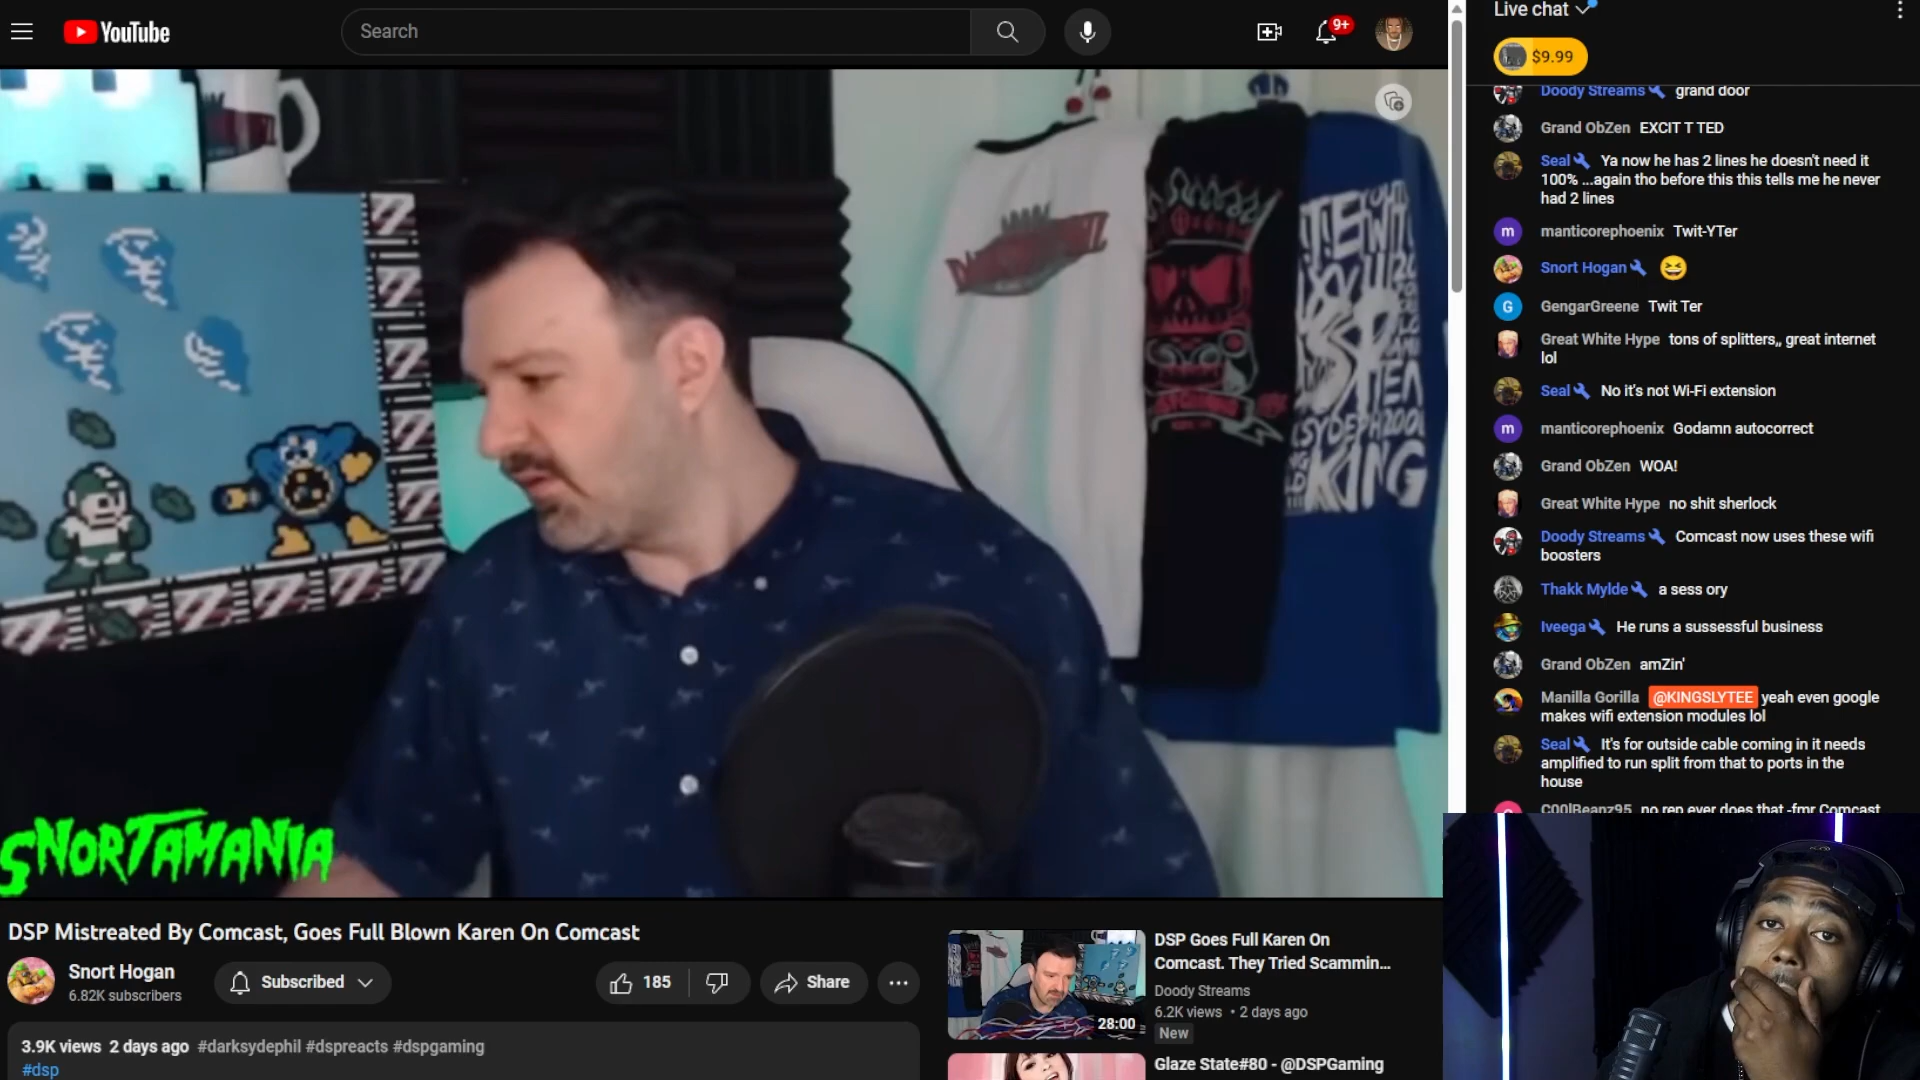 YouTube
Search
9+
Live chat
$9.99
Doody Streams grand door
Grand ObZen EXCIT T TED
Seal Ya now he has 2 lines he doesn't need it
100% ...again tho before this this tells me he never
had 2 lines
m manticorephoenix Twit-YTer
Snort Hogan 😆
G GengarGreene Twit Ter
Great White Hype tons of splitters,, great internet
lol
Seal No it's not Wi-Fi extension
m manticorephoenix Godamn autocorrect
Grand ObZen WOA!
Great White Hype no shit sherlock
Doody Streams Comcast now uses these wifi
boosters
Thakk Mylde a sess ory
Iveega He runs a sussessful business
Grand ObZen amZin'
Manilla Gorilla @KINGSLYTEE yeah even google
makes wifi extension modules lol
Seal It's for outside cable coming in it needs
amplified to run split from that to ports in the
house
C00lBeanz95 no rep ever does that -fmr Comcast
KING
SNORTAMANIA
DSP Mistreated By Comcast, Goes Full Blown Karen On Comcast
Snort Hogan
6.82K subscribers
Subscribed
185
Share
3.9K views 2 days ago #darksydephil #dspreacts #dspgaming
#dsp
28:00
DSP Goes Full Karen On
Comcast. They Tried Scammin...
Doody Streams
6.2K views • 2 days ago
New
Glaze State#80 - @DSPGaming